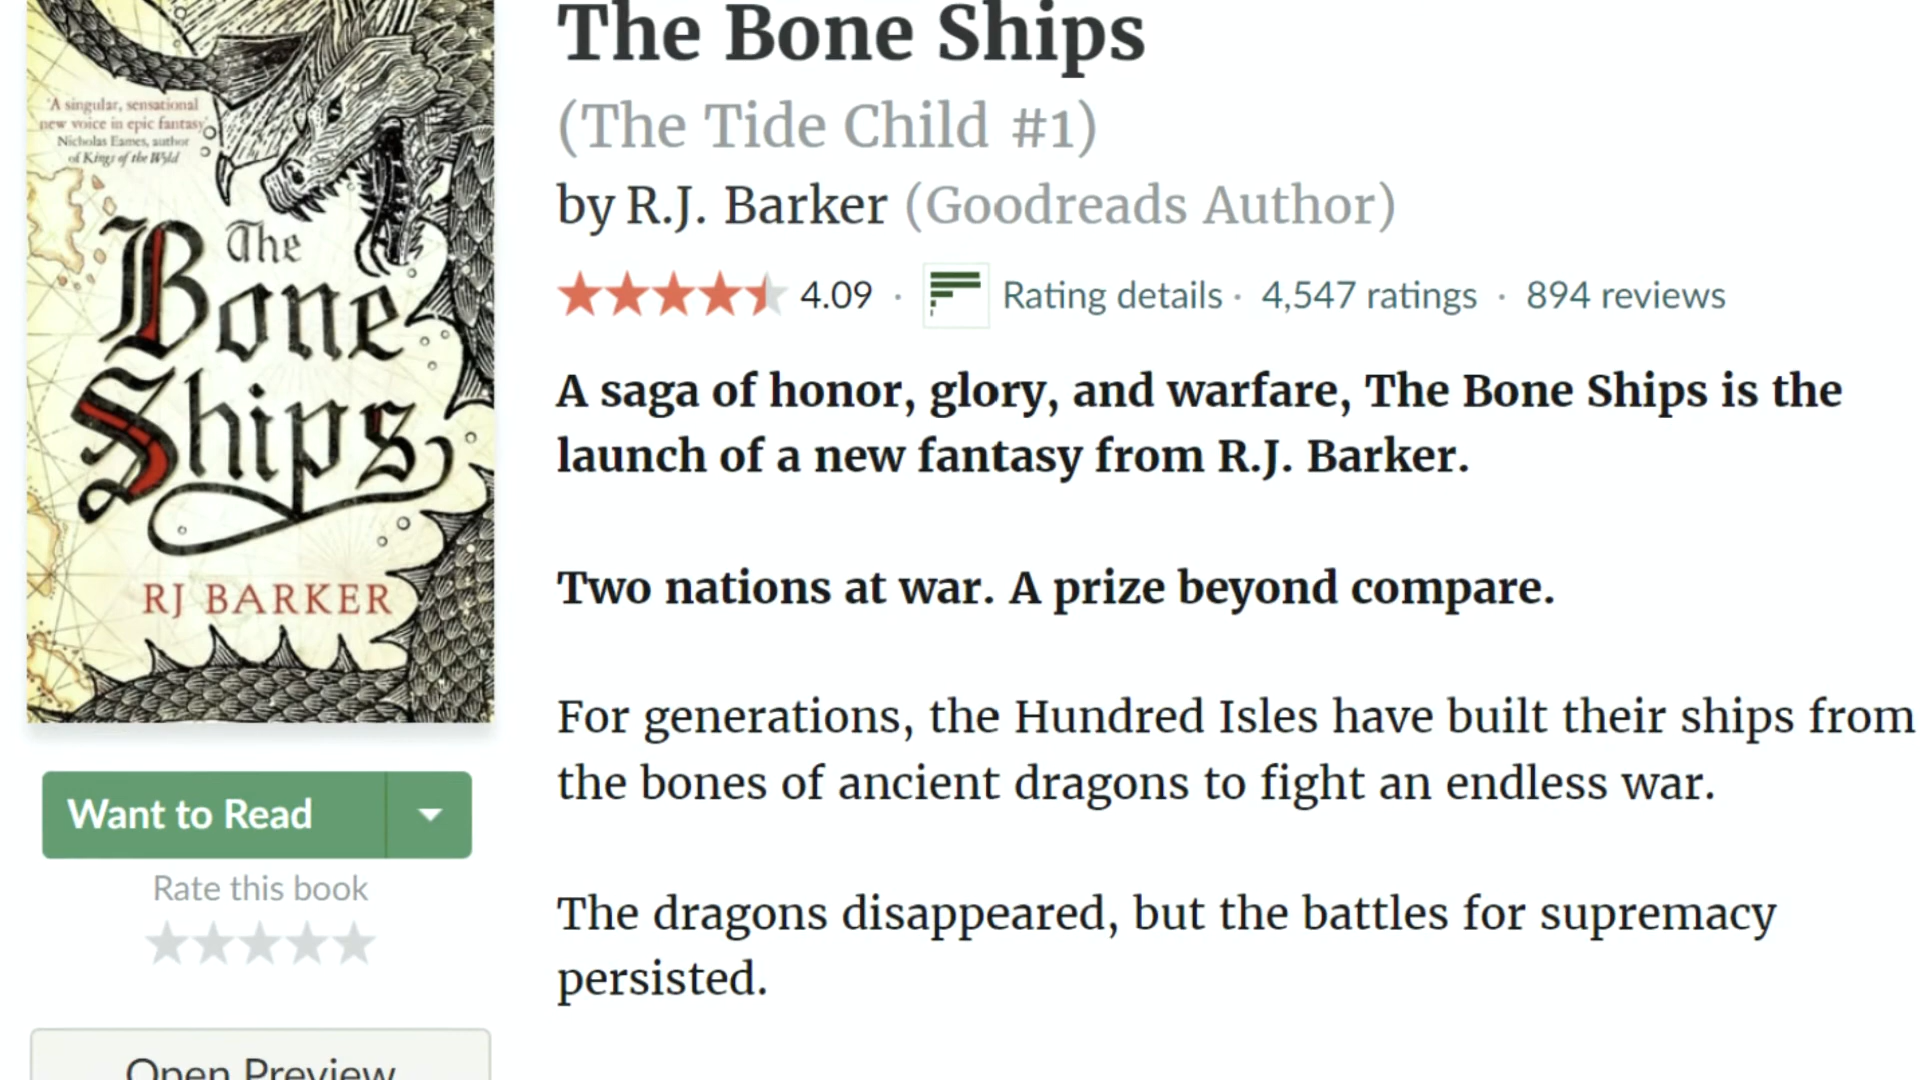 The Bone Ships
(The Tide Child #1)
by R.J. Barker (Goodreads Author)
4.09 · Rating details · 4,547 ratings · 894 reviews
A saga of honor, glory, and warfare, The Bone Ships is the
launch of a new fantasy from R.J. Barker.
Two nations at war. A prize beyond compare.
For generations, the Hundred Isles have built their ships from
the bones of ancient dragons to fight an endless war.
The dragons disappeared, but the battles for supremacy
persisted.
'A singular, sensational
new voice in epic fantasy'
Nicholas Eames, author
of Kings of the Wyld
The
Bone
Ships
RJ BARKER
Want to Read
Rate this book
Open Preview